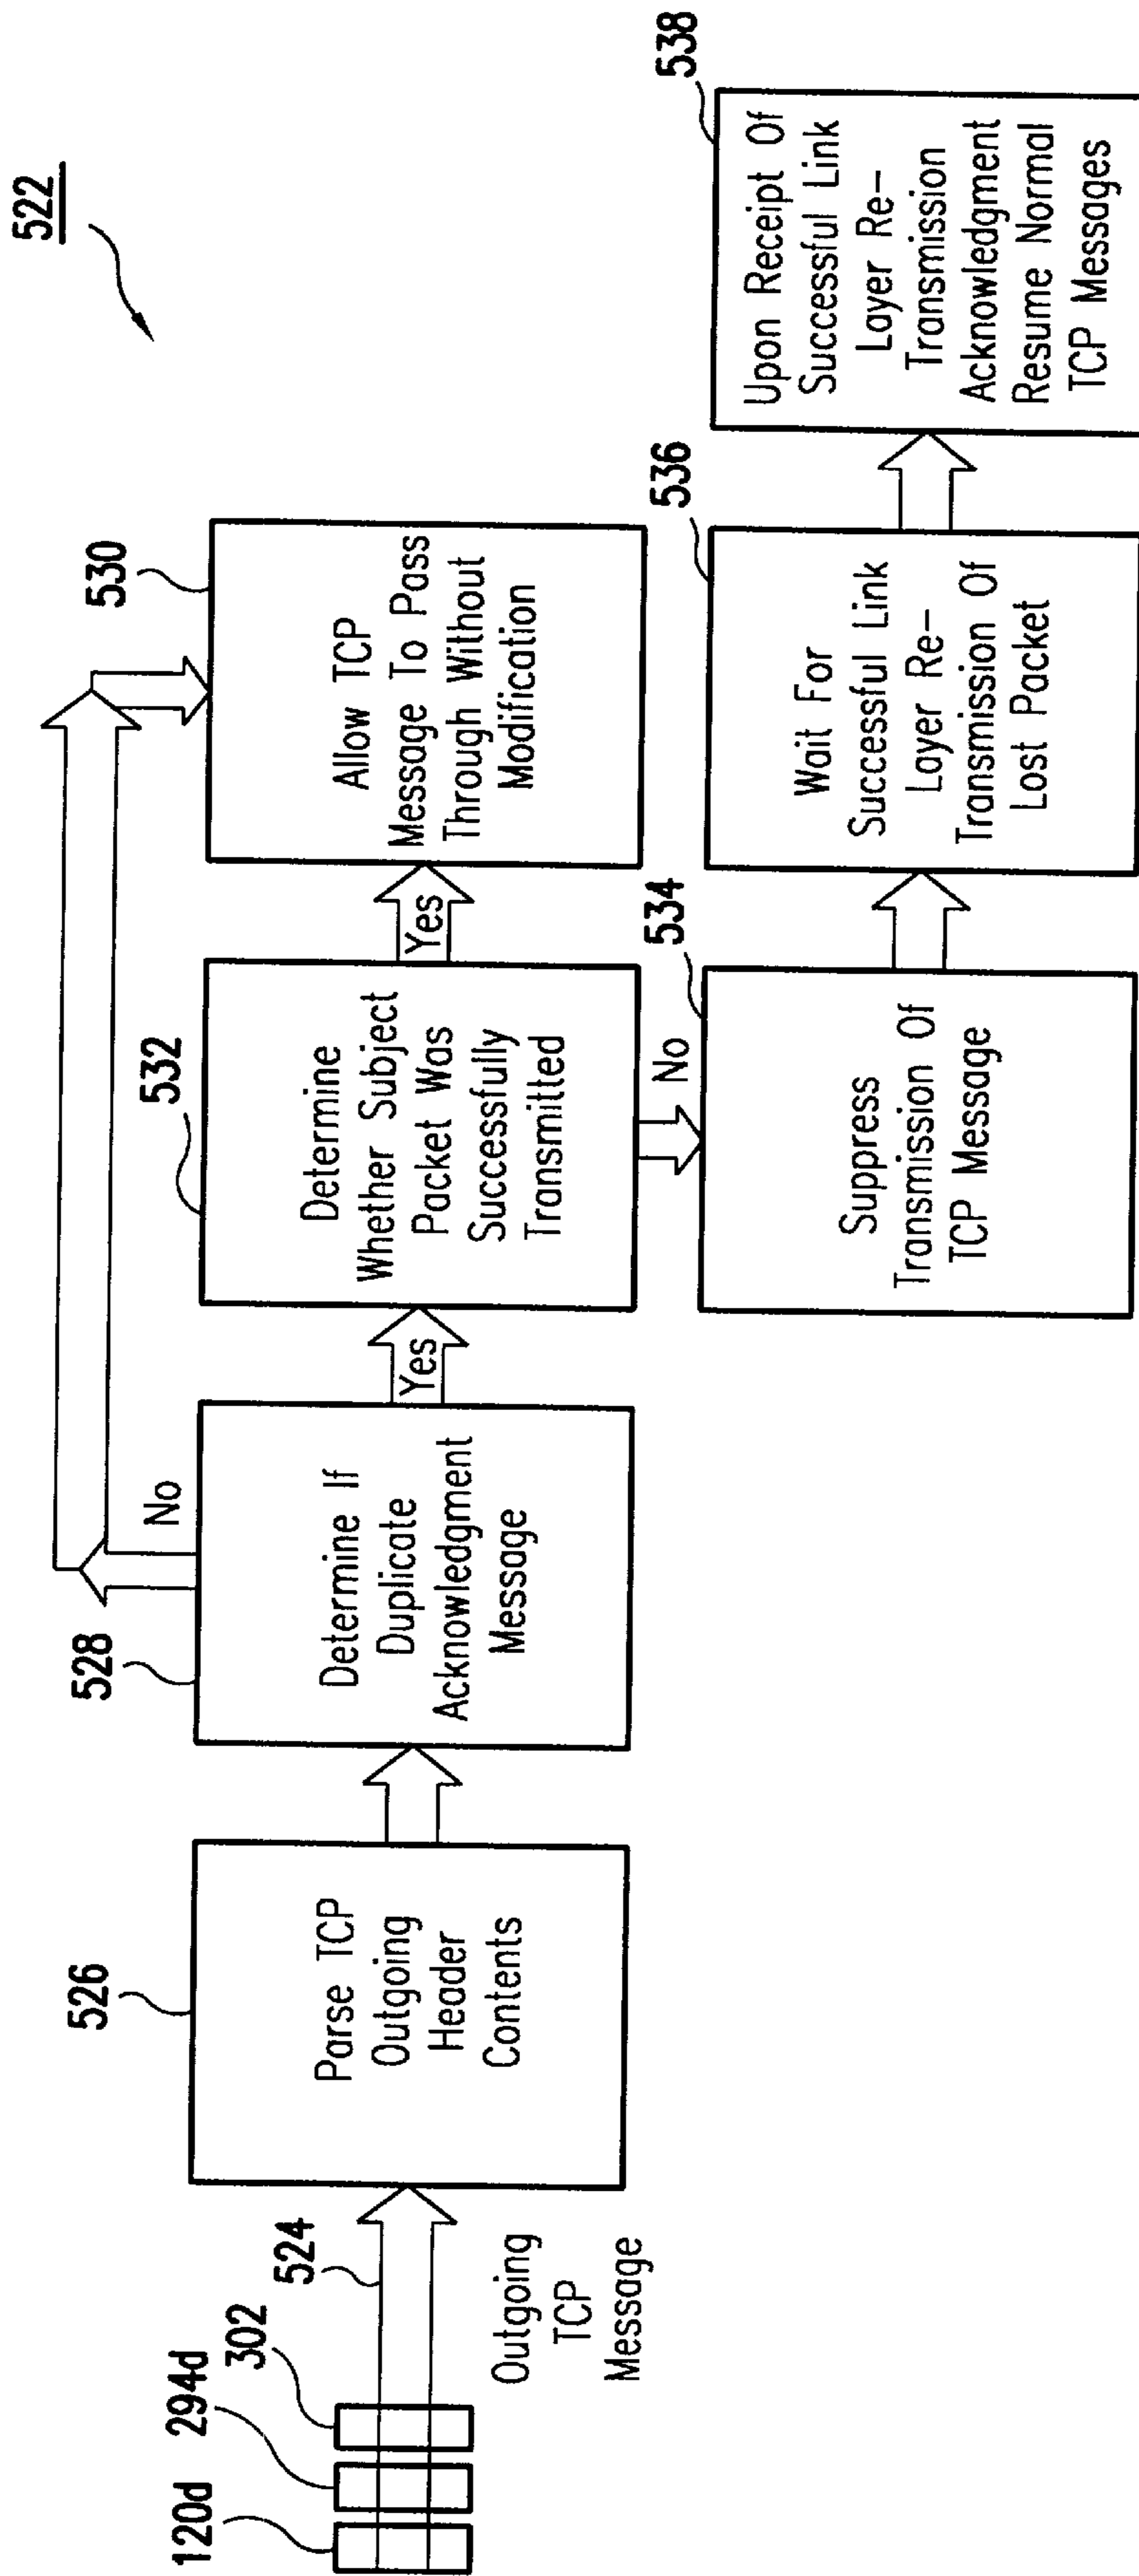 522
120d
294d
302
524
Outgoing
TCP
Message
526
Parse TCP
Outgoing
Header
Contents
528
Determine If
Duplicate
Acknowledgment
Message
No
Yes
532
Determine
Whether Subject
Packet Was
Successfully
Transmitted
Yes
530
Allow TCP
Message To Pass
Through Without
Modification
No
534
Suppress
Transmission Of
TCP Message
536
Wait For
Successful Link
Layer Re-
Transmission Of
Lost Packet
538
Upon Receipt Of
Successful Link
Layer Re-
Transmission
Acknowledgment
Resume Normal
TCP Messages